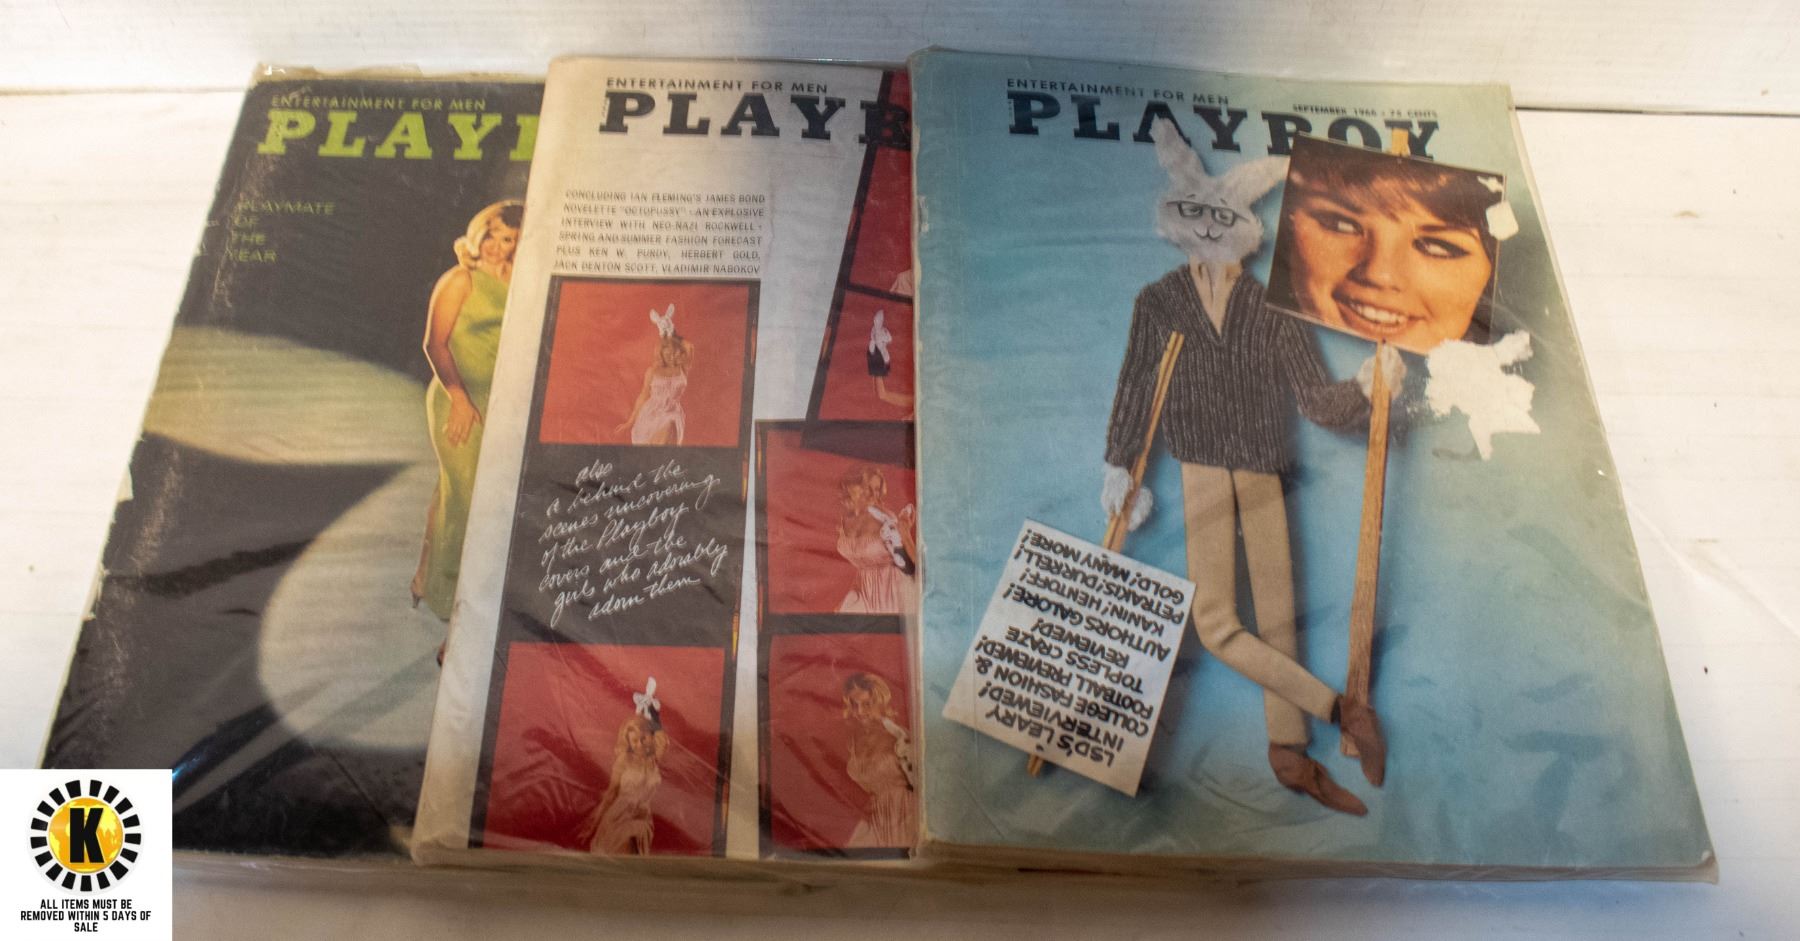 ENTERTAINMENT FOR MEN
PLAY
PLAYMATE
OF
THE
YEAR
ENTERTAINMENT FOR MEN
PLAYB
CONCLUDING IAN FLEMING'S JAMES BOND
NOVELETTE "OCTOPUSSY" · AN EXPLOSIVE
INTERVIEW WITH NEO-NAZI ROCKWELL ·
SPRING AND SUMMER FASHION FORECAST
PLUS KEN W. PURDY, HERBERT GOLD,
JACK DENTON SCOTT, VLADIMIR NABOKOV
also
a behind the
scenes uncovering
of the Playboy
covers and the
girls who adorably
adorn them
ENTERTAINMENT FOR MEN
PLAYBOY
SEPTEMBER 1966 · 75 CENTS
LSD'S LEARY
INTERVIEWED!
COLLEGE FASHION &
FOOTBALL PREVIEWED!
TOPLESS CRAZE
REVIEWED!
AUTHORS GALORE!
KANIN! HENTOFF!
PETRAKIS! DURRELL!
GOLD! MANY MORE!
K
ALL ITEMS MUST BE
REMOVED WITHIN 5 DAYS OF
SALE